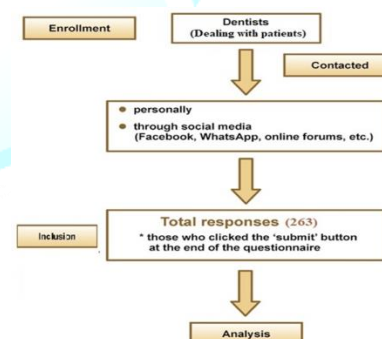 Enrollment
Dentists
(Dealing with patients)
Contacted
• personally
• through social media
(Facebook, WhatsApp, online forums, etc.)
Total responses (263)
Inclusion
* those who clicked the 'submit' button
at the end of the questionnaire
Analysis